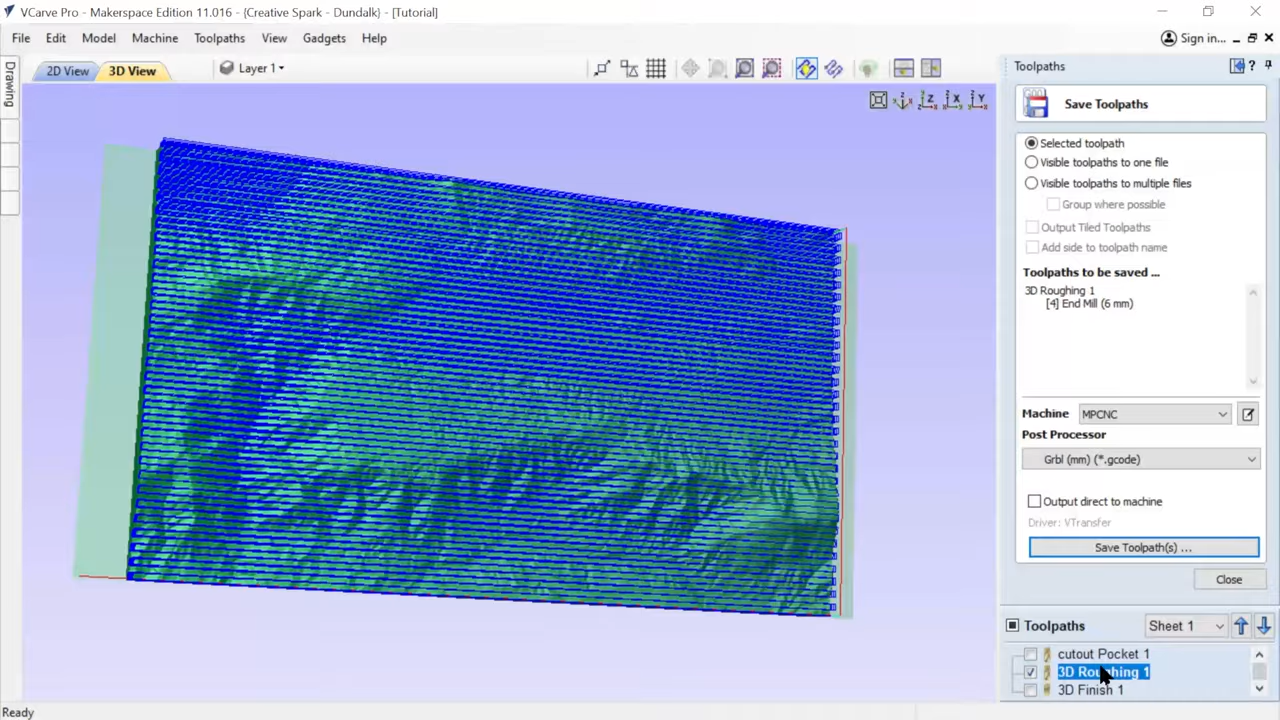 VCarve Pro - Makerspace Edition 11.016 - {Creative Spark - Dundalk} - [Tutorial]
File Edit Model Machine Toolpaths View Gadgets Help
Sign in...
Drawing
2D View 3D View Layer 1
Toolpaths
Save Toolpaths
Selected toolpath
Visible toolpaths to one file
Visible toolpaths to multiple files
Group where possible
Output Tiled Toolpaths
Add side to toolpath name
Toolpaths to be saved ...
3D Roughing 1
[4] End Mill (6 mm)
Machine MPCNC
Post Processor
Grbl (mm) (*.gcode)
Output direct to machine
Driver: VTransfer
Save Toolpath(s) ...
Close
Toolpaths Sheet 1
cutout Pocket 1
3D Roughing 1
3D Finish 1
Ready